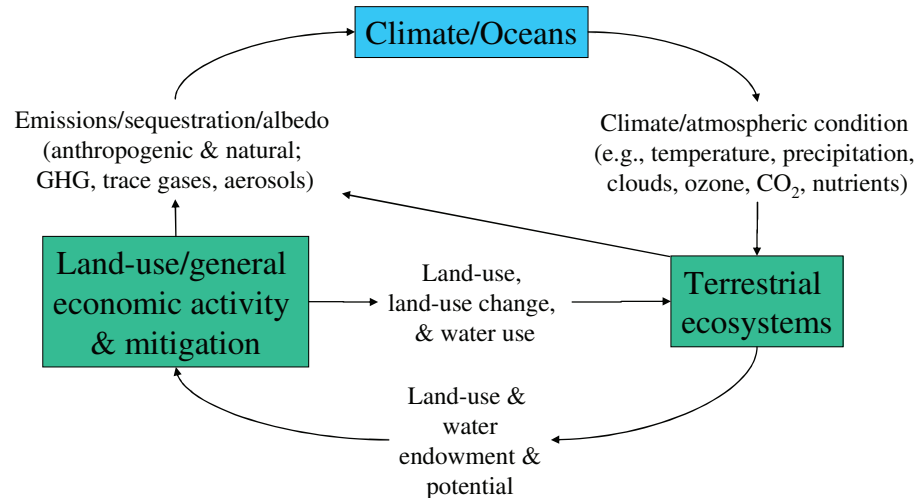 Climate/Oceans
Emissions/sequestration/albedo
(anthropogenic & natural;
GHG, trace gases, aerosols)
Climate/atmospheric condition
(e.g., temperature, precipitation,
clouds, ozone, CO₂, nutrients)
Land-use/general
economic activity
& mitigation
Land-use,
land-use change,
& water use
Terrestrial
ecosystems
Land-use &
water
endowment &
potential